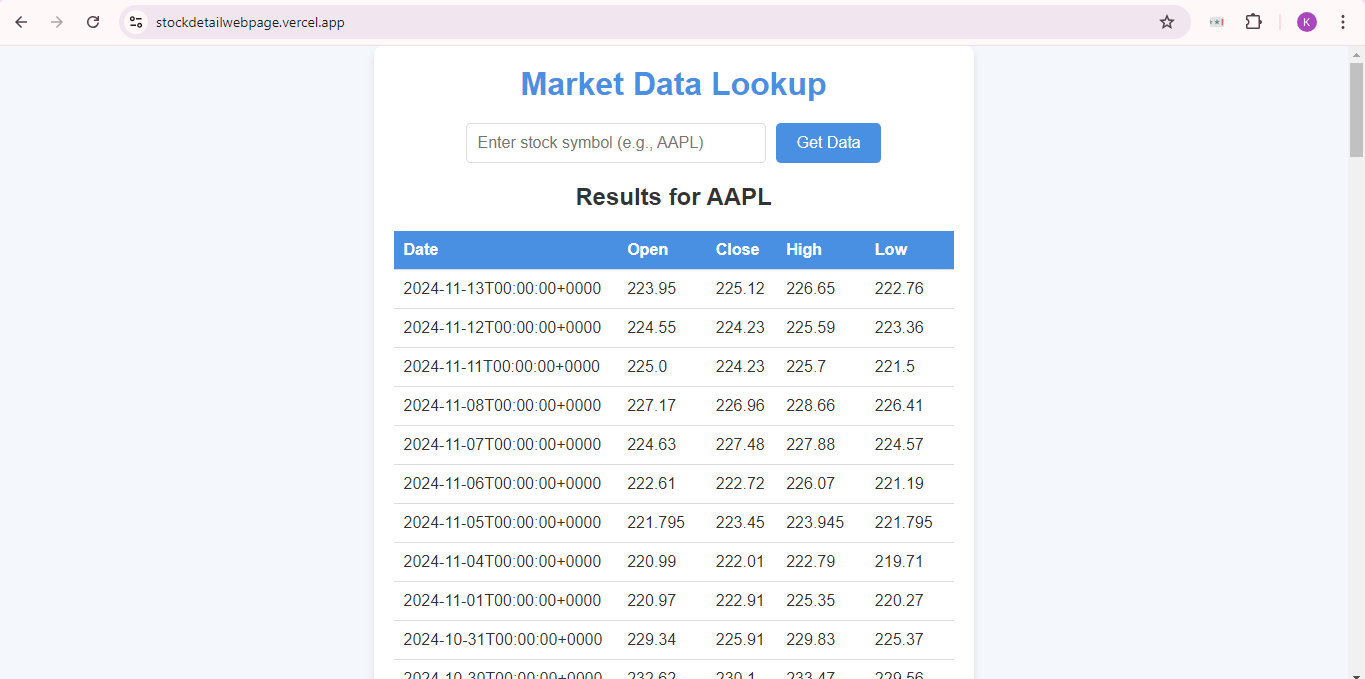 stockdetailwebpage.vercel.app
K
Market Data Lookup
Enter stock symbol (e.g., AAPL) Get Data
Results for AAPL
Date Open Close High Low
2024-11-13T00:00:00+0000 223.95 225.12 226.65 222.76
2024-11-12T00:00:00+0000 224.55 224.23 225.59 223.36
2024-11-11T00:00:00+0000 225.0 224.23 225.7 221.5
2024-11-08T00:00:00+0000 227.17 226.96 228.66 226.41
2024-11-07T00:00:00+0000 224.63 227.48 227.88 224.57
2024-11-06T00:00:00+0000 222.61 222.72 226.07 221.19
2024-11-05T00:00:00+0000 221.795 223.45 223.945 221.795
2024-11-04T00:00:00+0000 220.99 222.01 222.79 219.71
2024-11-01T00:00:00+0000 220.97 222.91 225.35 220.27
2024-10-31T00:00:00+0000 229.34 225.91 229.83 225.37
2024-10-30T00:00:00+0000 232.62 230.1 233.47 229.56